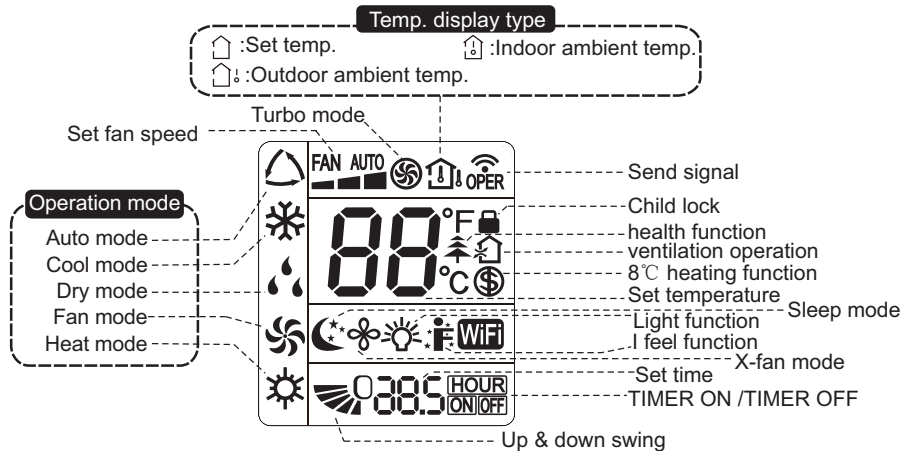 Temp. display type
:Set temp.
:Indoor ambient temp.
:Outdoor ambient temp.
Turbo mode
Set fan speed
FAN AUTO
OPER
Send signal
Operation mode
Auto mode
Cool mode
Dry mode
Fan mode
Heat mode
88
°F
°C
Child lock
health function
ventilation operation
8℃ heating function
Set temperature
Sleep mode
Light function
I feel function
X-fan mode
WiFi
Set time
088.5
HOUR
ON OFF
TIMER ON /TIMER OFF
Up & down swing